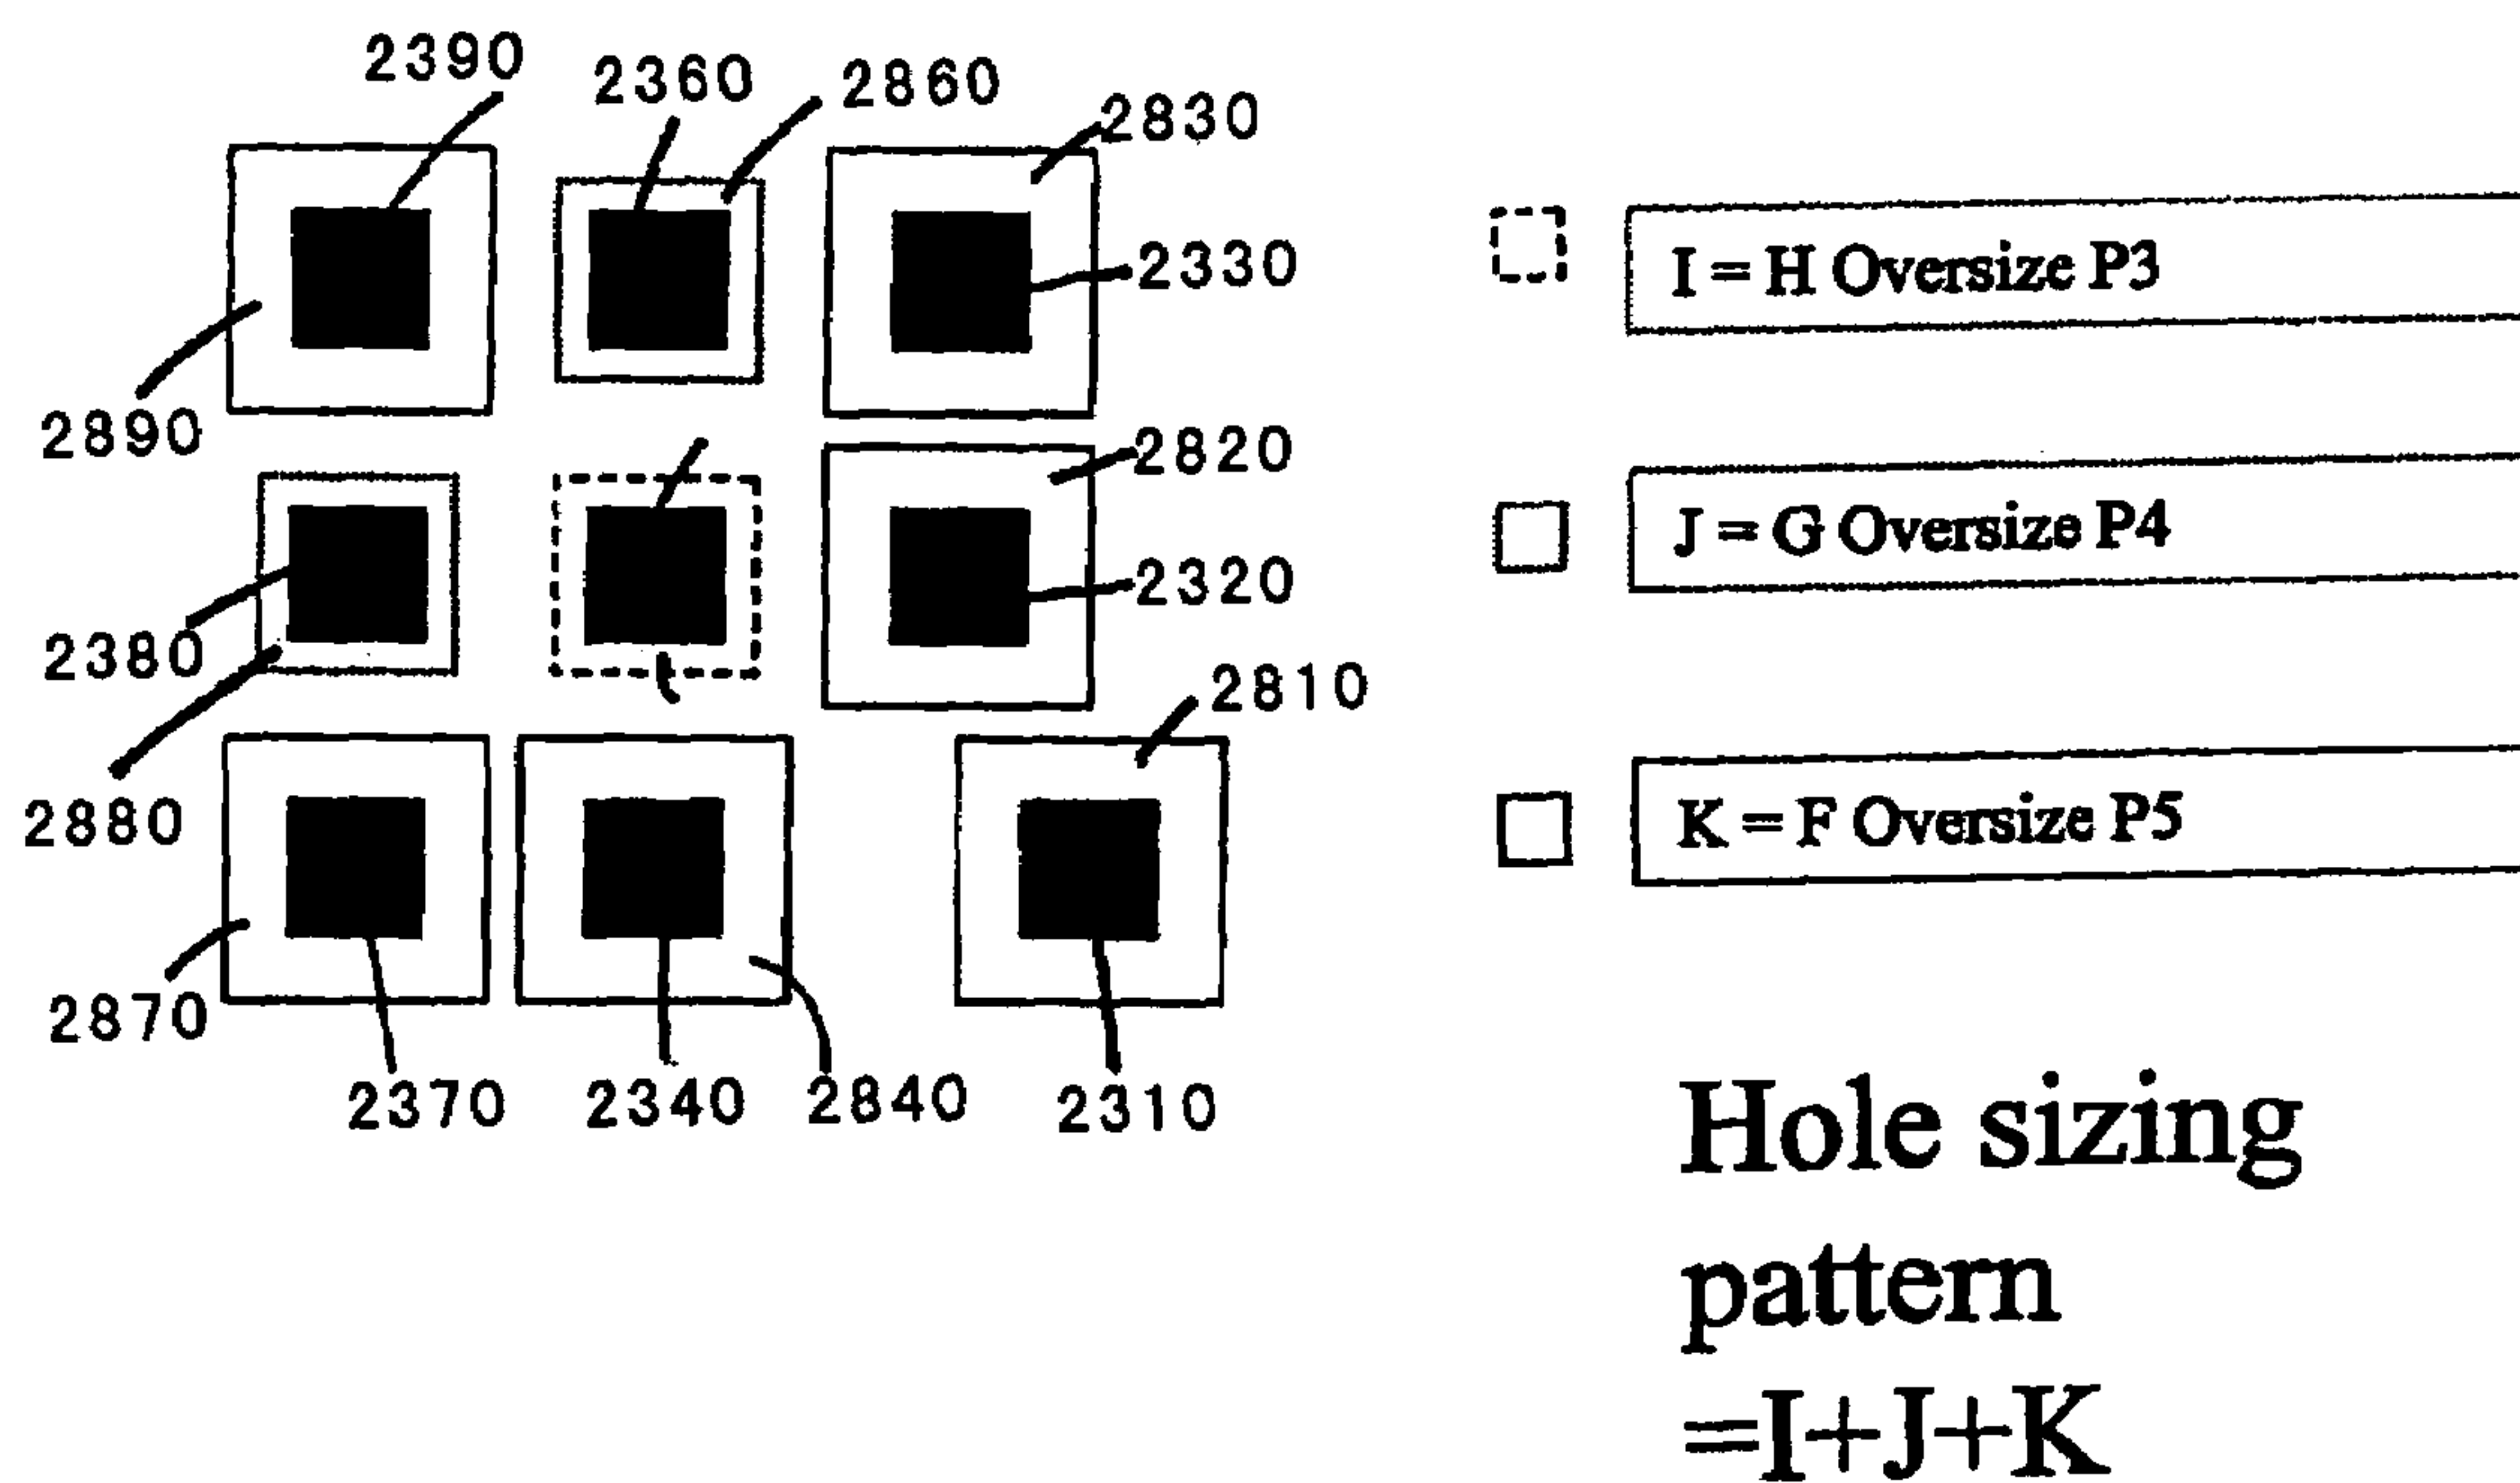 2390
2360
2860
2830
2330
2890
2820
2380
2320
2810
2880
2870
2370
2340
2840
2310
I = H Oversize P3
J = G Oversize P4
K = F Oversize P5
Hole sizing
pattern
=I+J+K